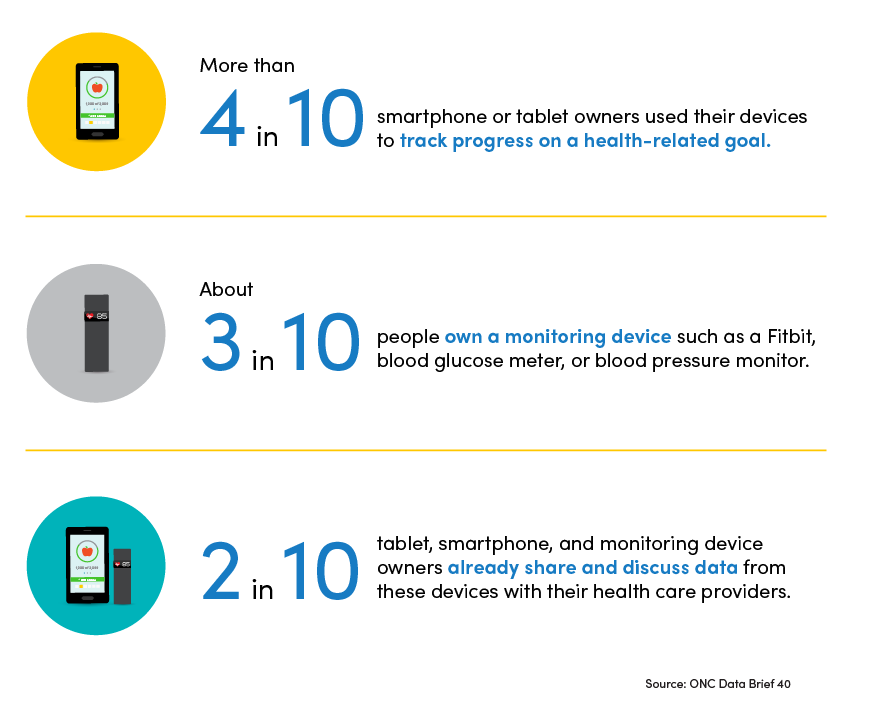 More than
4 in 10
smartphone or tablet owners used their devices
to track progress on a health-related goal.
About
3 in 10
people own a monitoring device such as a Fitbit,
blood glucose meter, or blood pressure monitor.
2 in 10
tablet, smartphone, and monitoring device
owners already share and discuss data from
these devices with their health care providers.
Source: ONC Data Brief 40